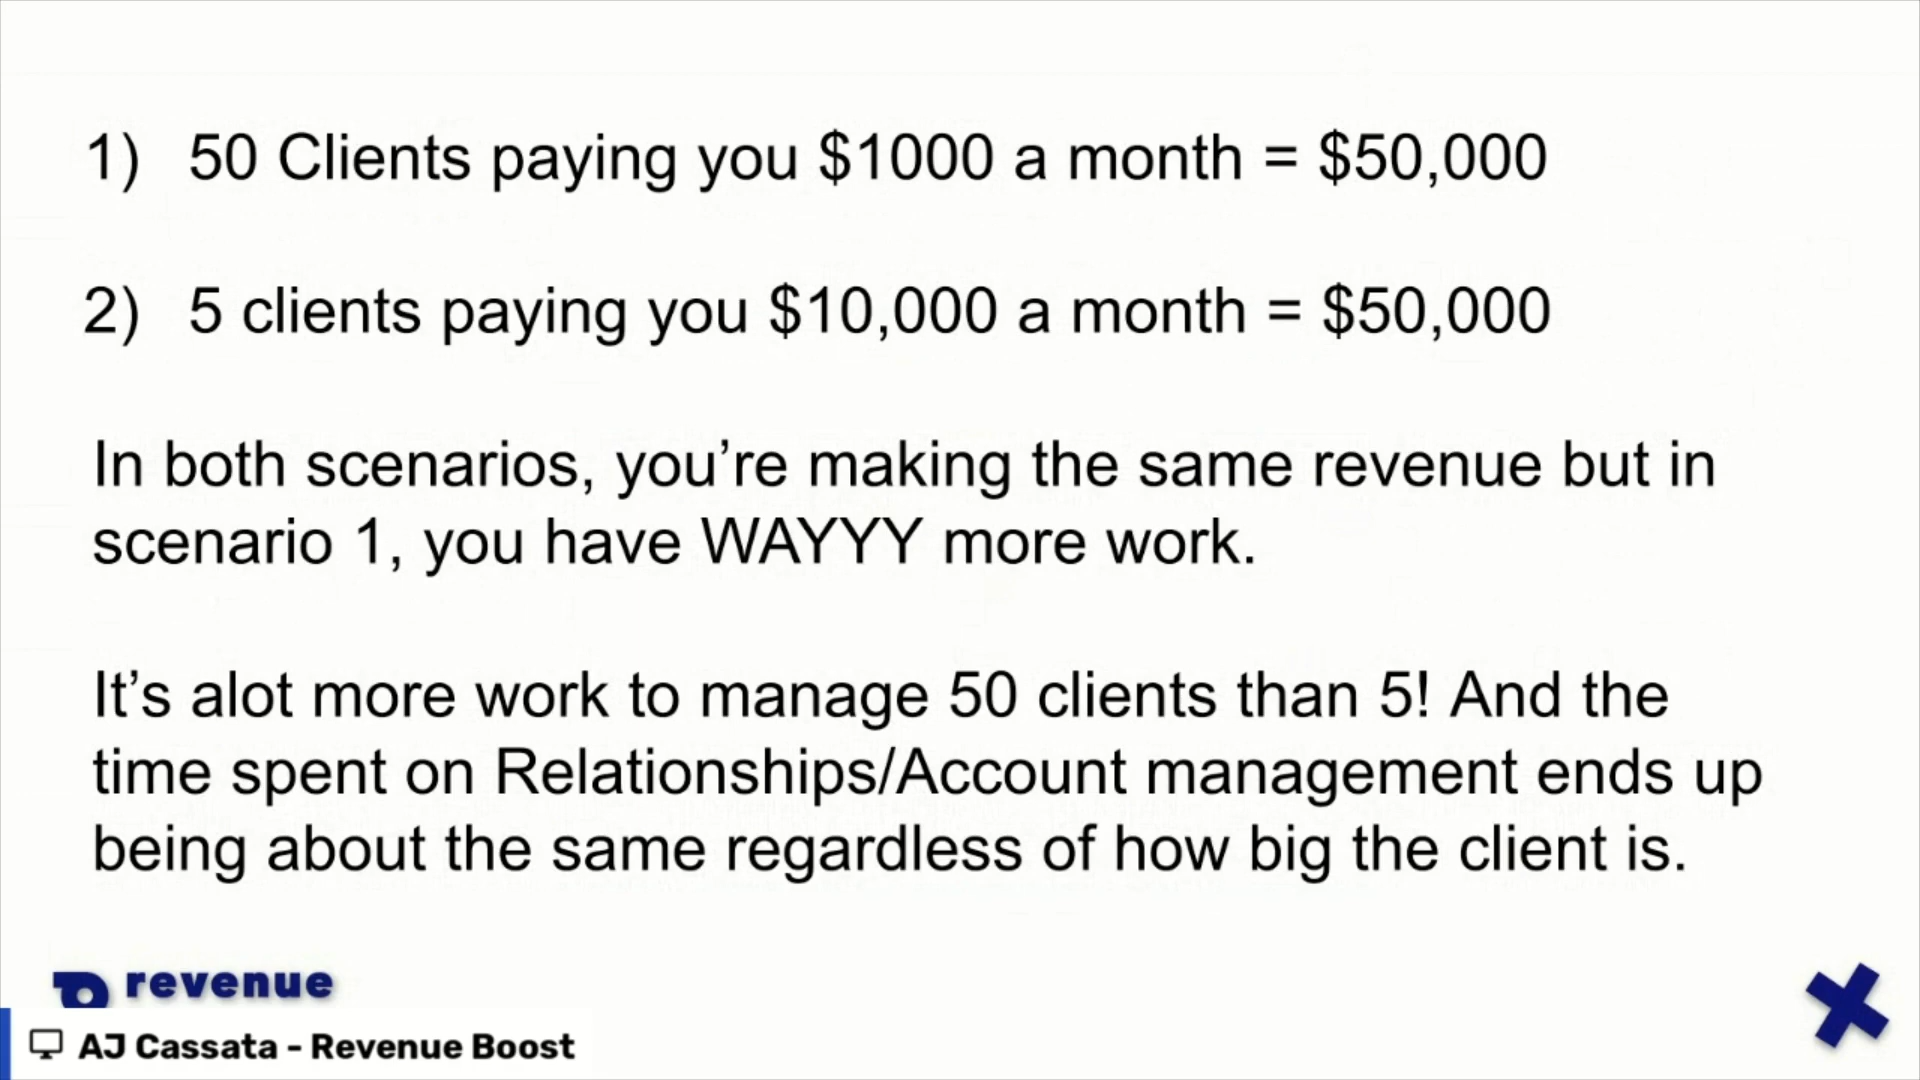 1) 50 Clients paying you $1000 a month = $50,000
2) 5 clients paying you $10,000 a month = $50,000
In both scenarios, you’re making the same revenue but in
scenario 1, you have WAYYY more work.
It’s alot more work to manage 50 clients than 5! And the
time spent on Relationships/Account management ends up
being about the same regardless of how big the client is.
revenue
AJ Cassata - Revenue Boost